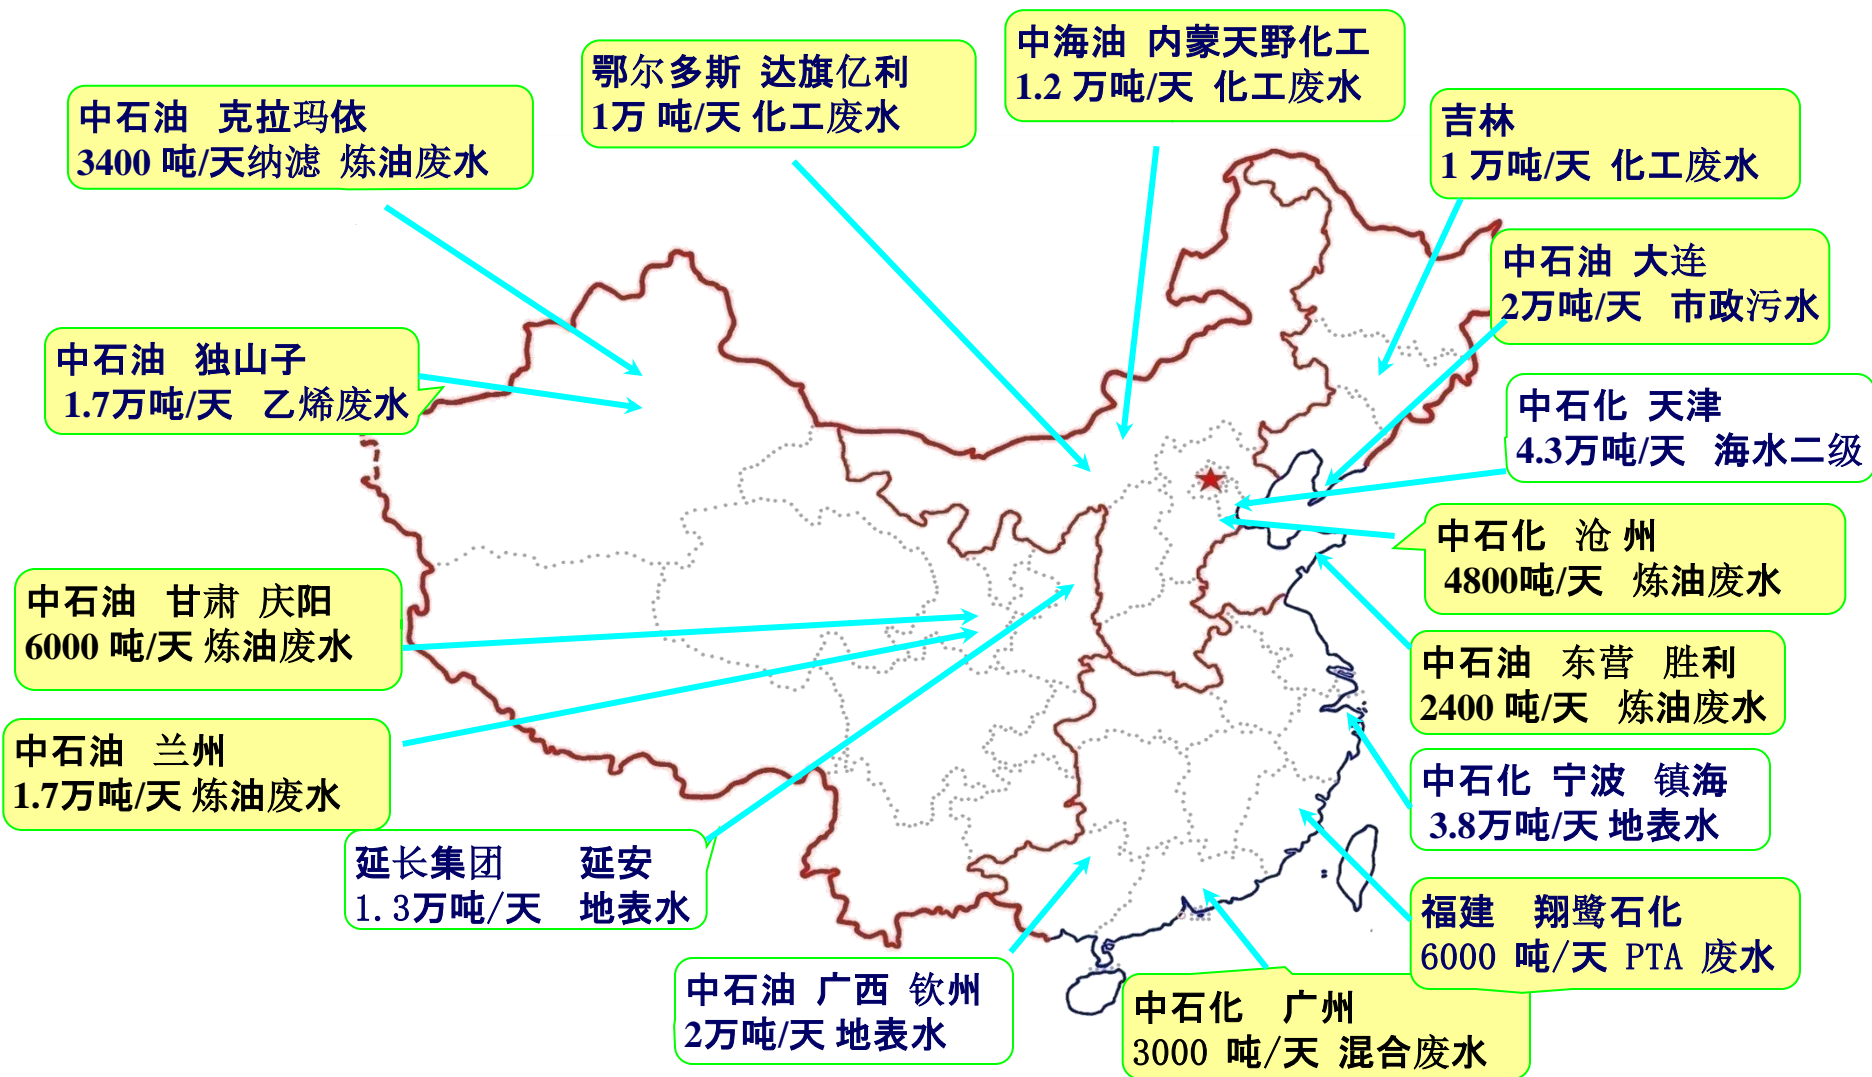 中海油 内蒙天野化工
1.2 万吨/天 化工废水
鄂尔多斯 达旗亿利
1万 吨/天 化工废水
中石油 克拉玛依
3400 吨/天纳滤 炼油废水
吉林
1 万吨/天 化工废水
中石油 大连
2万吨/天 市政污水
中石油 独山子
1.7万吨/天 乙烯废水
中石化 天津
4.3万吨/天 海水二级
中石化 沧州
4800吨/天 炼油废水
中石油 甘肃 庆阳
6000 吨/天 炼油废水
中石油 东营 胜利
2400 吨/天 炼油废水
中石油 兰州
1.7万吨/天 炼油废水
中石化 宁波 镇海
3.8万吨/天 地表水
延长集团 延安
1.3万吨/天 地表水
福建 翔鹭石化
6000 吨/天 PTA 废水
中石油 广西 钦州
2万吨/天 地表水
中石化 广州
3000 吨/天 混合废水